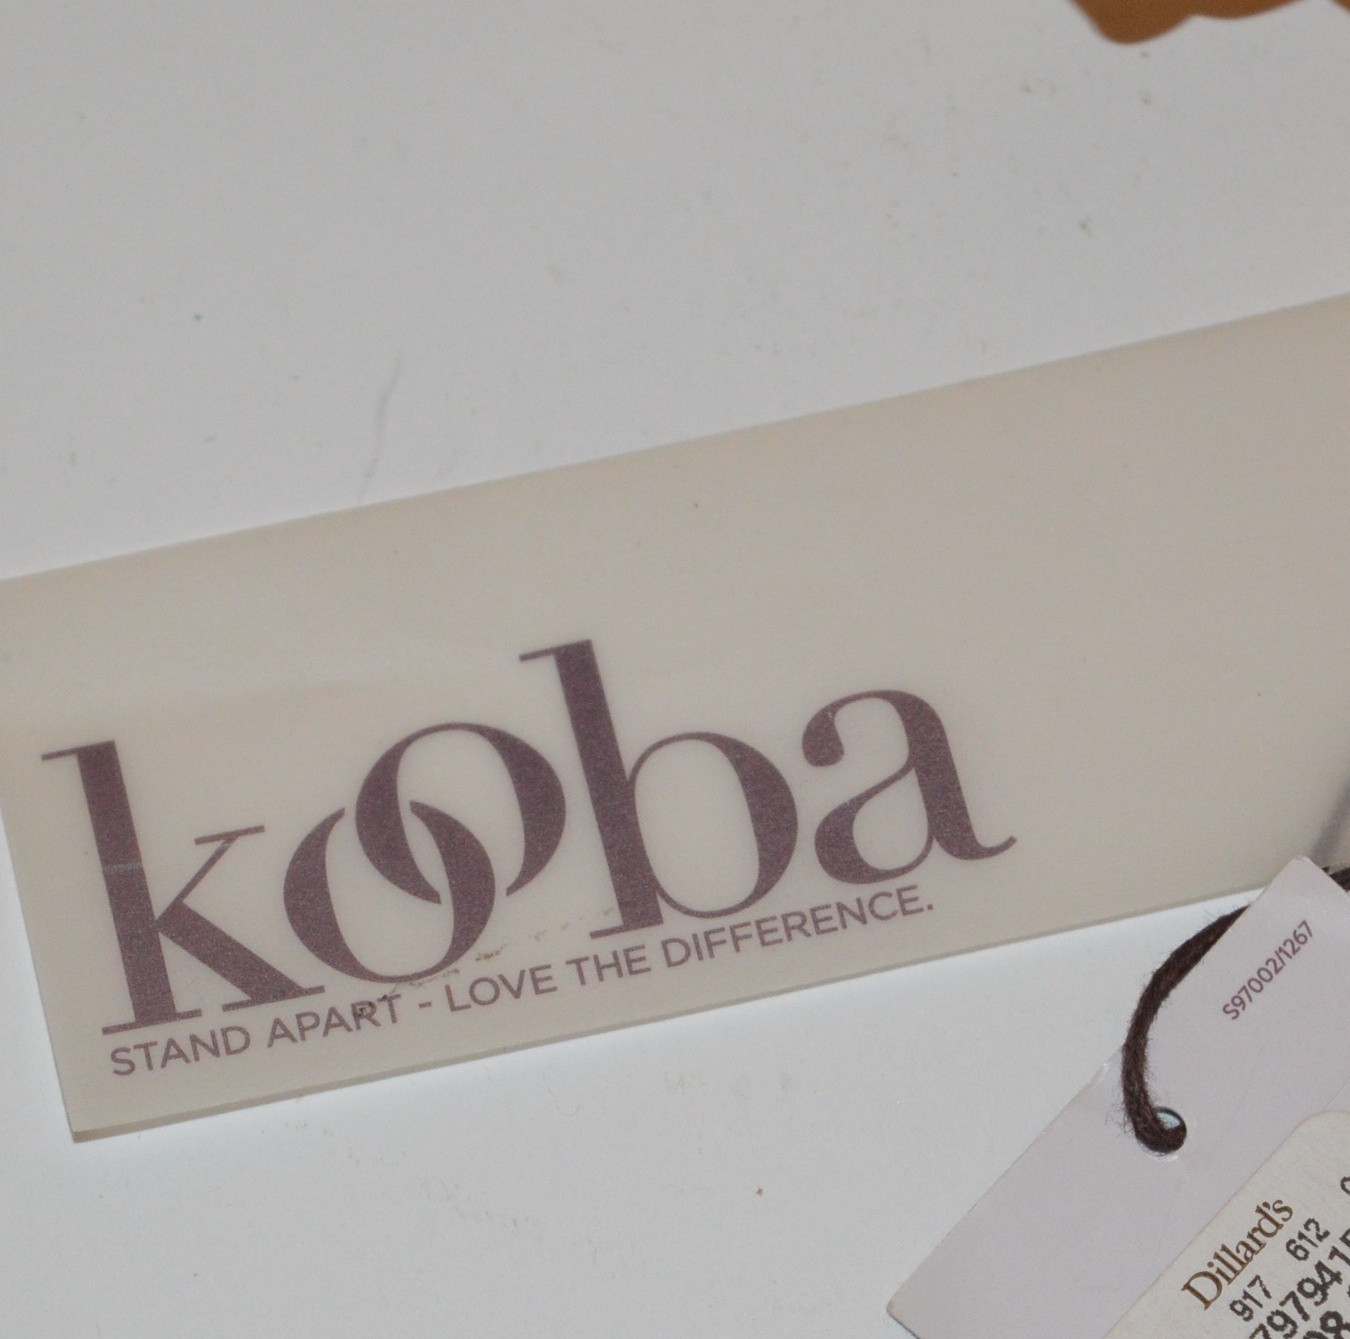 kooba
STAND APART - LOVE THE DIFFERENCE.
S97002/1267
Dillard's
917 612